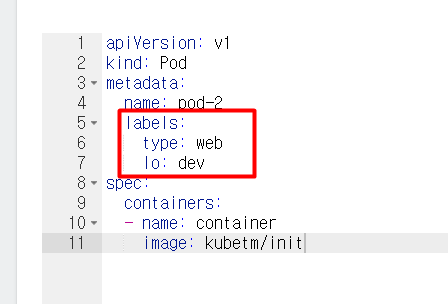 1 apiVersion: v1
2 kind: Pod
3 metadata:
4   name: pod-2
5   labels:
6     type: web
7     lo: dev
8 spec:
9   containers:
10   - name: container
11     image: kubetm/init